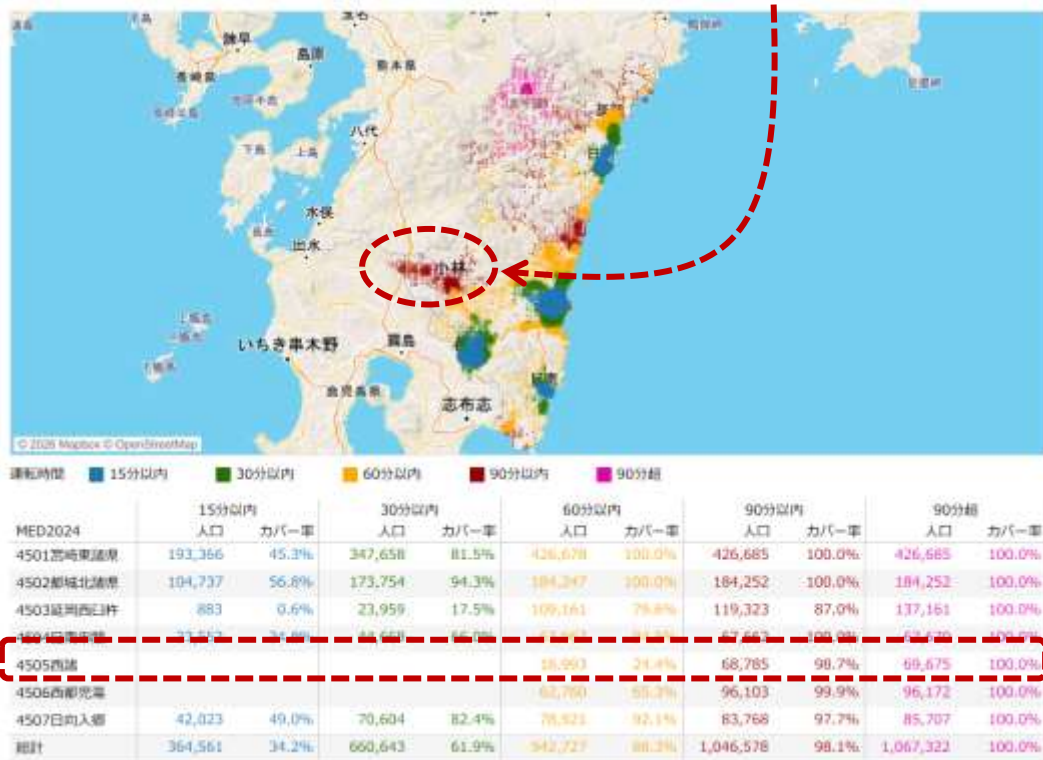 諫早
島原
熊本県
長崎県
八代
下島
上島
水俣
出水
小林
いちき串木野
霧島
鹿児島県
志布志
© 2026 Mapbox © OpenStreetMap
運転時間 15分以内 30分以内 60分以内 90分以内 90分超
15分以内 30分以内 60分以内 90分以内 90分超
MED2024 人口 カバー率 人口 カバー率 人口 カバー率 人口 カバー率 人口 カバー率
4501宮崎東諸県 193,366 45.3% 347,658 81.5% 426,678 100.0% 426,685 100.0% 426,685 100.0%
4502都城北諸県 104,737 56.8% 173,754 94.3% 184,247 100.0% 184,252 100.0% 184,252 100.0%
4503延岡西臼杵 883 0.6% 23,959 17.5% 109,161 79.6% 119,323 87.0% 137,161 100.0%
4505西諸 24.4% 68,785 98.7% 69,675 100.0%
4506西都児湯 62,760 65.3% 96,103 99.9% 96,172 100.0%
4507日向入郷 42,023 49.0% 70,604 82.4% 92.1% 83,768 97.7% 85,707 100.0%
総計 364,561 34.2% 660,643 61.9% 88.3% 1,046,578 98.1% 1,067,322 100.0%